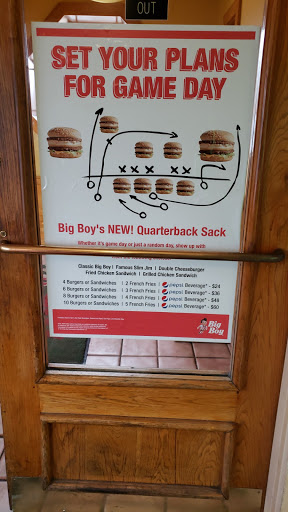 OUT
SET YOUR PLANS
FOR GAME DAY
Big Boy's NEW! Quarterback Sack
Whether it's game day or just a random day, show up with
Classic Big Boy | Famous Slim Jim | Double Cheeseburger
Fried Chicken Sandwich | Grilled Chicken Sandwich
4 Burgers or Sandwiches | 2 French Fries | pepsi Beverage* - $24
6 Burgers or Sandwiches | 3 French Fries | pepsi Beverage* - $36
8 Burgers or Sandwiches | 4 French Fries | pepsi Beverage* - $48
10 Burgers or Sandwiches | 5 French Fries | pepsi Beverage* - $60
Big
Boy